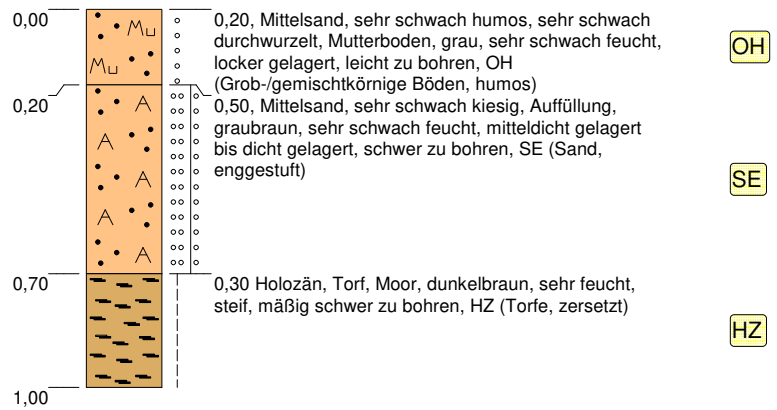 0,00
Mu
Mu
0,20, Mittelsand, sehr schwach humos, sehr schwach
durchwurzelt, Mutterboden, grau, sehr schwach feucht,
locker gelagert, leicht zu bohren, OH
(Grob-/gemischtkörnige Böden, humos)
OH
0,20
A
A
A
A
A
0,50, Mittelsand, sehr schwach kiesig, Auffüllung,
graubraun, sehr schwach feucht, mitteldicht gelagert
bis dicht gelagert, schwer zu bohren, SE (Sand,
enggestuft)
SE
0,70
0,30 Holozän, Torf, Moor, dunkelbraun, sehr feucht,
steif, mäßig schwer zu bohren, HZ (Torfe, zersetzt)
HZ
1,00